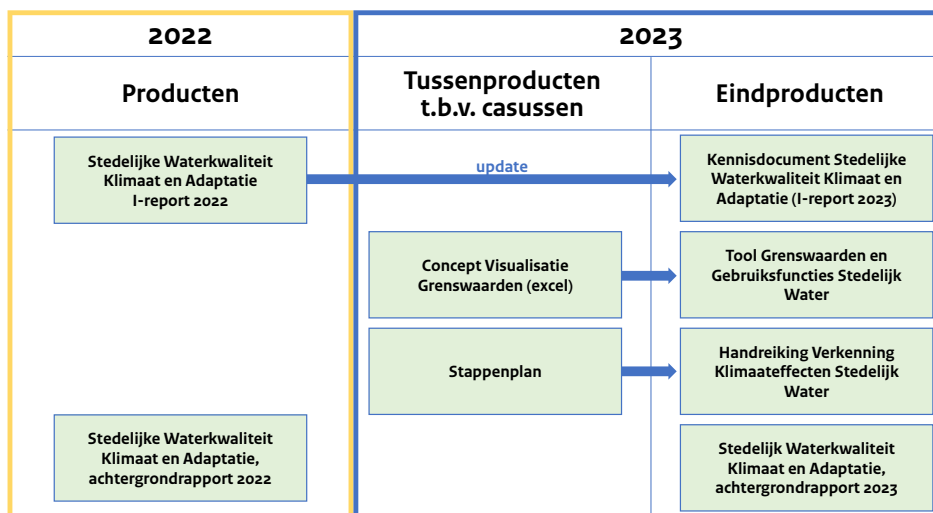 2022
2023
Producten
Tussenproducten
t.b.v. casussen
Eindproducten
Stedelijke Waterkwaliteit
Klimaat en Adaptatie
I-report 2022
update
Kennisdocument Stedelijke
Waterkwaliteit Klimaat en
Adaptatie (I-report 2023)
Concept Visualisatie
Grenswaarden (excel)
Tool Grenswaarden en
Gebruiksfuncties Stedelijk
Water
Stappenplan
Handreiking Verkenning
Klimaateffecten Stedelijk
Water
Stedelijke Waterkwaliteit
Klimaat en Adaptatie,
achtergrondrapport 2022
Stedelijk Waterkwaliteit
Klimaat en Adaptatie,
achtergrondrapport 2023